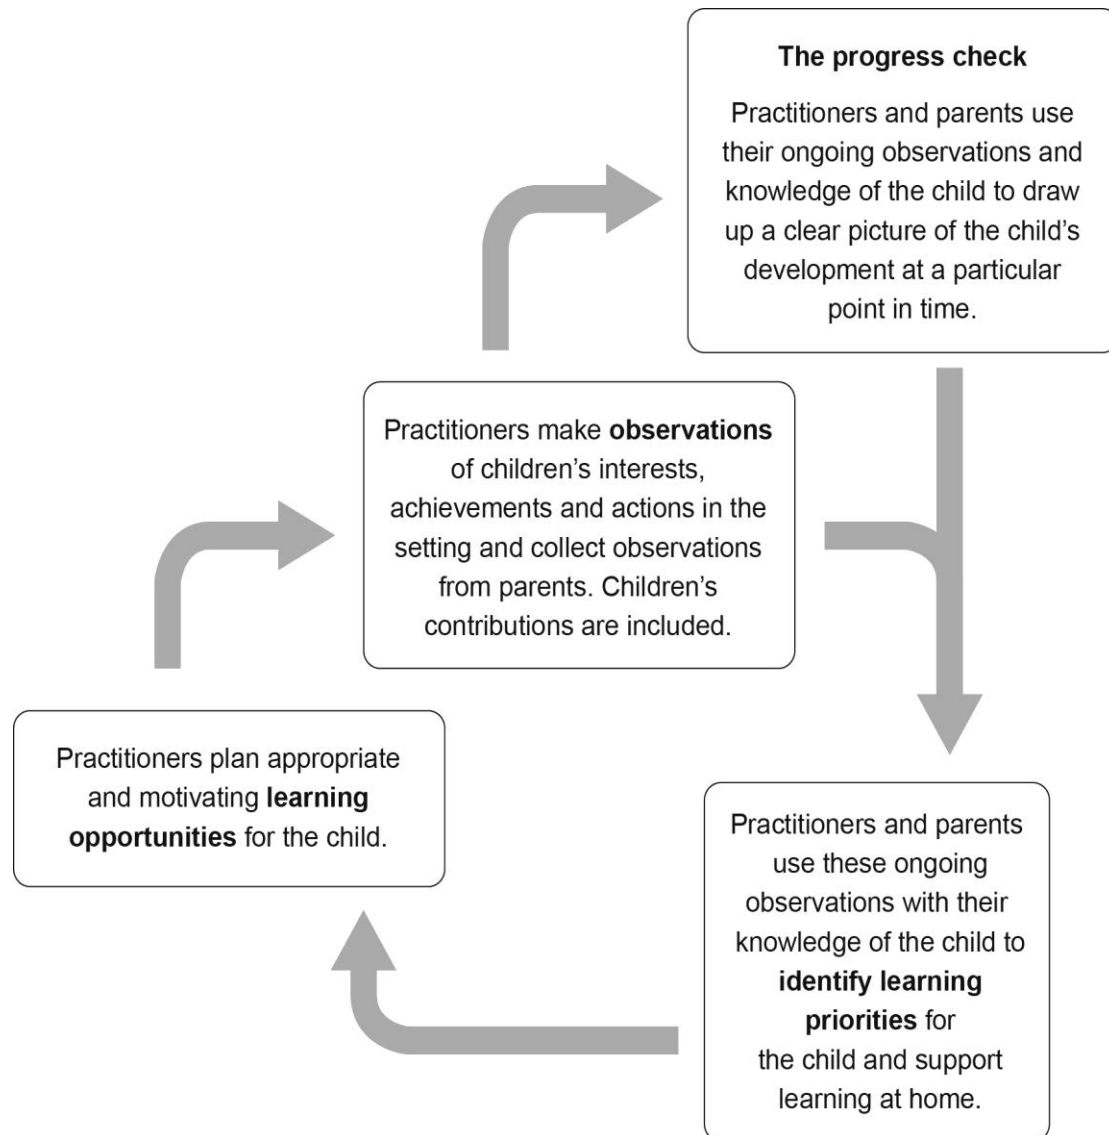 The progress check
Practitioners and parents use
their ongoing observations and
knowledge of the child to draw
up a clear picture of the child’s
development at a particular
point in time.
Practitioners make observations
of children’s interests,
achievements and actions in the
setting and collect observations
from parents. Children’s
contributions are included.
Practitioners plan appropriate
and motivating learning
opportunities for the child.
Practitioners and parents
use these ongoing
observations with their
knowledge of the child to
identify learning
priorities for
the child and support
learning at home.